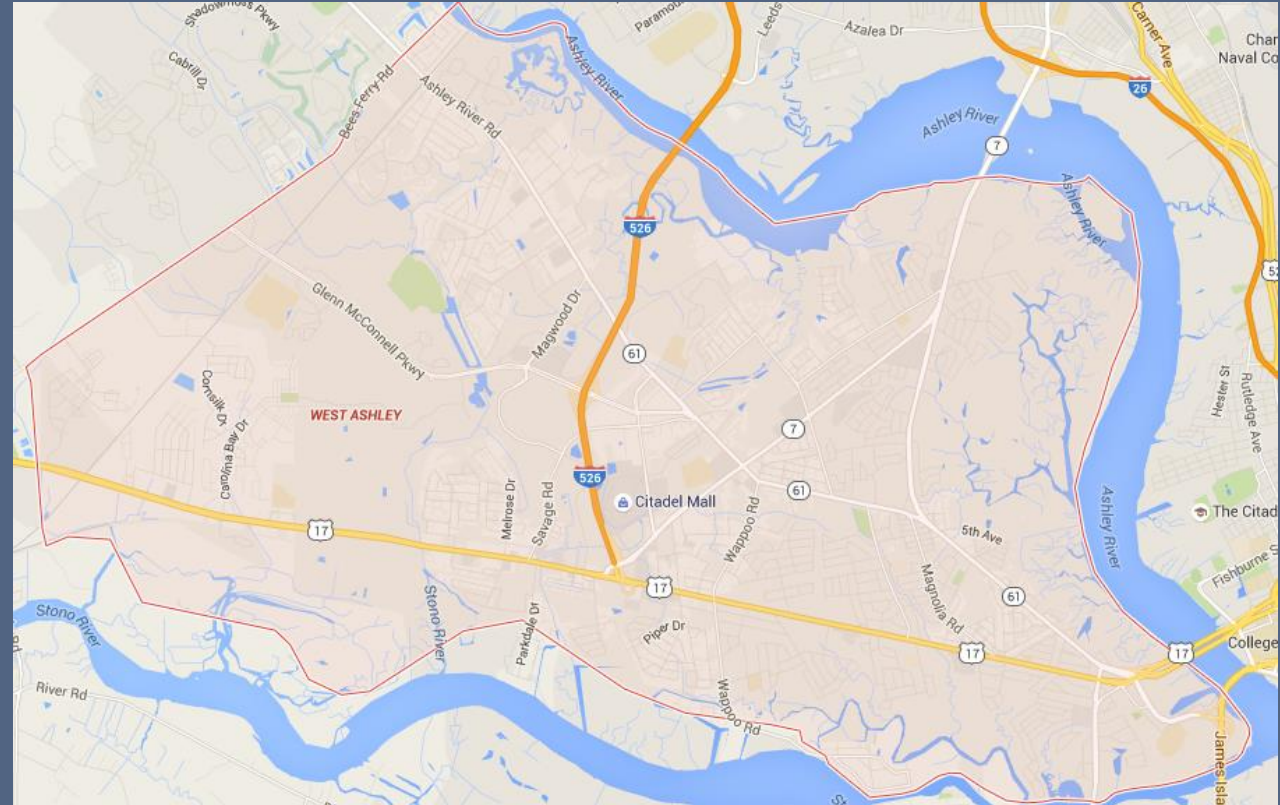 Shadowmoss Pkwy
Paramou
Leeds
Azalea Dr
Carner Ave
Char
Naval Co
Cabrill Dr
Bees Ferry Rd
Ashley River Rd
Ashley River
26
Ashley River
7
Ashley River
526
52
Glenn McConnell Pkwy
Magwood Dr
61
Cornsilk Dr
Carolina Bay Dr
WEST ASHLEY
7
Hester St
Rutledge Ave
526
Citadel Mall
61
Melrose Dr
Savage Rd
Wappoo Rd
5th Ave
Ashley River
The Citad
17
17
Magnolia Rd
61
Fishburne S
Stono River
Stono River
Parkdale Dr
Piper Dr
17
17
College
Rd
River Rd
Wappoo Rd
James Isla
Sto